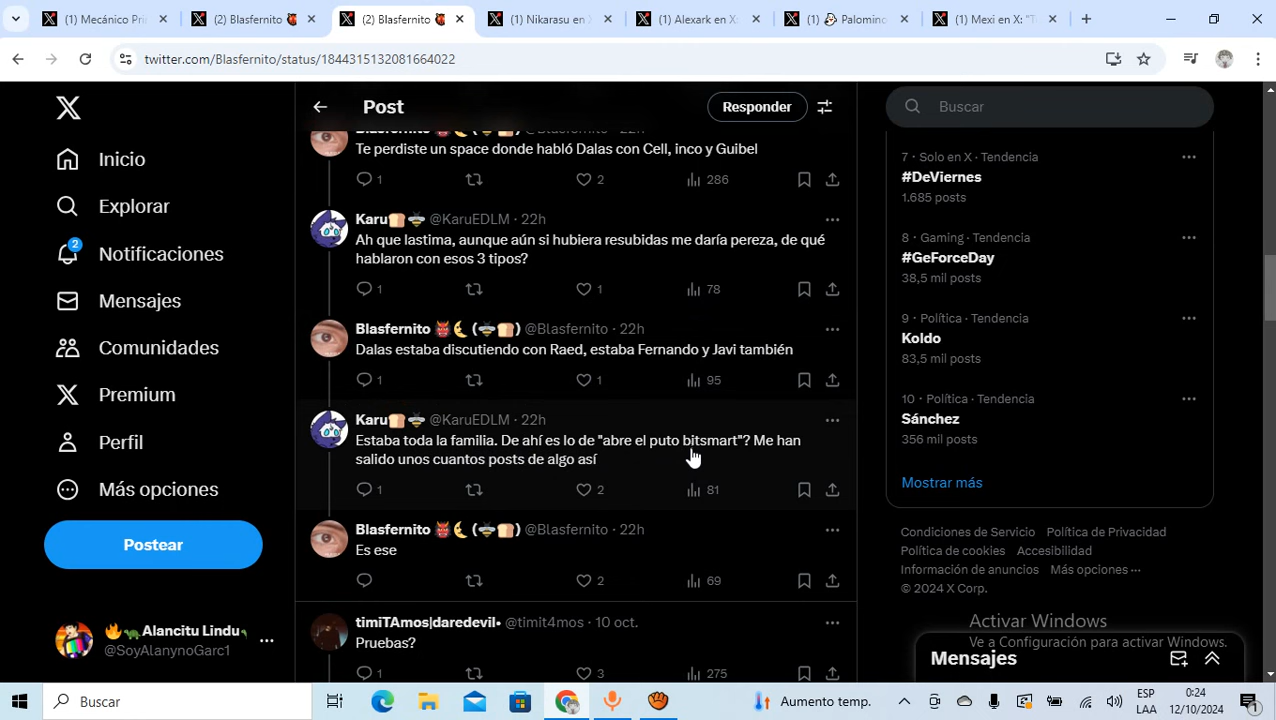 (1) Mecánico Pri
(2) Blasfernito
(2) Blasfernito
(1) Nikarasu en X
(1) Alexark en X:
(1) Palomino
(1) Mexi en X: "T
twitter.com/Blasfernito/status/1844315132081664022
Post
Responder
Buscar
Inicio
Explorar
2
Notificaciones
Mensajes
Comunidades
Premium
Perfil
Más opciones
Postear
🔥🦖Alancitu Lindu
@SoyAlanynoGarc1
Blasfernito 👹🌜(🐝🍞) @Blasfernito · 22h
Te perdiste un space donde habló Dalas con Cell, inco y Guibel
1 2 286
Karu🍞🐝 @KaruEDLM · 22h
Ah que lastima, aunque aún si hubiera resubidas me daría pereza, de qué
hablaron con esos 3 tipos?
1 1 78
Blasfernito 👹🌜(🐝🍞) @Blasfernito · 22h
Dalas estaba discutiendo con Raed, estaba Fernando y Javi también
1 1 95
Karu🍞🐝 @KaruEDLM · 22h
Estaba toda la familia. De ahí es lo de "abre el puto bitsmart"? Me han
salido unos cuantos posts de algo así
1 2 81
Blasfernito 👹🌜(🐝🍞) @Blasfernito · 22h
Es ese
2 69
timiTAmos|daredevil• @timit4mos · 10 oct.
Pruebas?
1 3 275
7 · Solo en X · Tendencia
#DeViernes
1.685 posts
8 · Gaming · Tendencia
#GeForceDay
38,5 mil posts
9 · Política · Tendencia
Koldo
83,5 mil posts
10 · Política · Tendencia
Sánchez
356 mil posts
Mostrar más
Condiciones de Servicio Política de Privacidad
Política de cookies Accesibilidad
Información de anuncios Más opciones ···
© 2024 X Corp.
Activar Windows
Ve a Configuración para activar Windows.
Mensajes
Buscar
Aumento temp.
ESP
LAA
0:24
12/10/2024
1